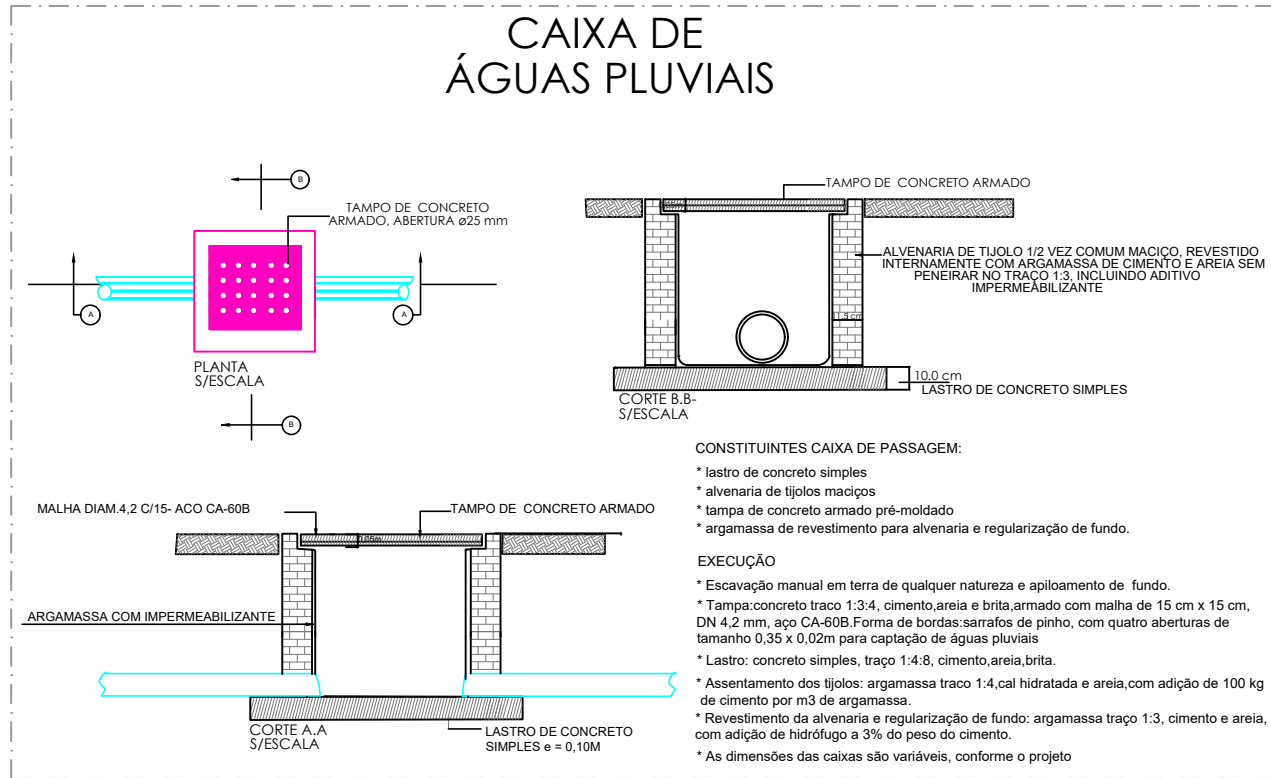 CAIXA DE
ÁGUAS PLUVIAIS
B
TAMPO DE CONCRETO
ARMADO, ABERTURA ø25 mm
A
A
PLANTA
S/ESCALA
B
TAMPO DE CONCRETO ARMADO
ALVENARIA DE TIJOLO 1/2 VEZ COMUM MACIÇO, REVESTIDO
INTERNAMENTE COM ARGAMASSA DE CIMENTO E AREIA SEM
PENEIRAR NO TRAÇO 1:3, INCLUINDO ADITIVO
IMPERMEABILIZANTE
11.5 cm
10.0 cm
LASTRO DE CONCRETO SIMPLES
CORTE B.B-
S/ESCALA
MALHA DIAM.4,2 C/15- ACO CA-60B
TAMPO DE CONCRETO ARMADO
ARGAMASSA COM IMPERMEABILIZANTE
CORTE A.A
S/ESCALA
LASTRO DE CONCRETO
SIMPLES e = 0,10M
CONSTITUINTES CAIXA DE PASSAGEM:
* lastro de concreto simples
* alvenaria de tijolos maciços
* tampa de concreto armado pré-moldado
* argamassa de revestimento para alvenaria e regularização de fundo.
EXECUÇÃO
* Escavação manual em terra de qualquer natureza e apiloamento de fundo.
* Tampa:concreto traco 1:3:4, cimento,areia e brita,armado com malha de 15 cm x 15 cm,
DN 4,2 mm, aço CA-60B.Forma de bordas:sarrafos de pinho, com quatro aberturas de
tamanho 0,35 x 0,02m para captação de águas pluviais
* Lastro: concreto simples, traço 1:4:8, cimento,areia,brita.
* Assentamento dos tijolos: argamassa traco 1:4,cal hidratada e areia,com adição de 100 kg
de cimento por m3 de argamassa.
* Revestimento da alvenaria e regularização de fundo: argamassa traço 1:3, cimento e areia,
com adição de hidrófugo a 3% do peso do cimento.
* As dimensões das caixas são variáveis, conforme o projeto